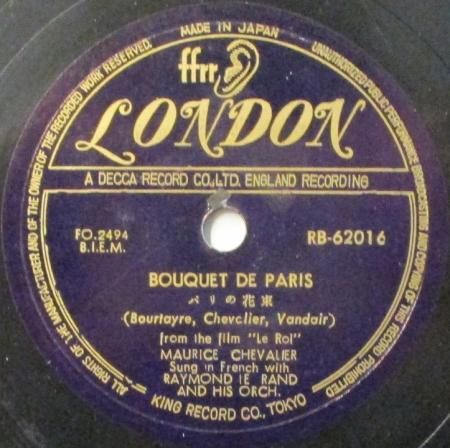 MADE IN JAPAN
UNAUTHORIZED PUBLIC PERFORMANCE BROADCASTING AND COPYING OF THIS RECORD PROHIBITED
ALL RIGHTS OF THE MANUFACTURER AND OF THE OWNER OF THE RECORDED WORK RESERVED.
ffrr
LONDON
A DECCA RECORD CO., LTD. ENGLAND RECORDING
FO.2494
B.I.E.M.
RB-62016
BOUQUET DE PARIS
パリの花束
(Bourtayre, Chevalier, Vandair)
from the film "Le Roi"
MAURICE CHEVALIER
Sung in French with
RAYMOND LE RAND
AND HIS ORCH.
KING RECORD CO., TOKYO